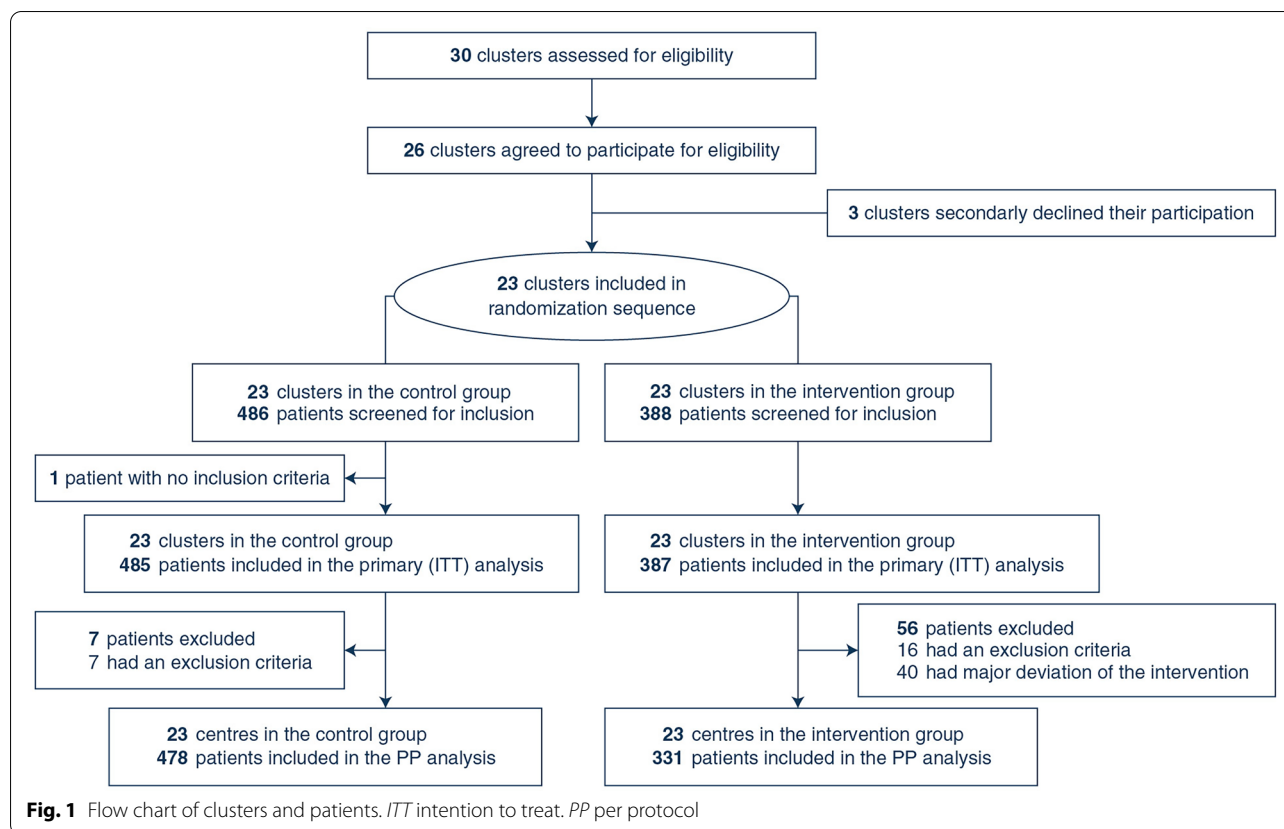 30 clusters assessed for eligibility
26 clusters agreed to participate for eligibility
3 clusters secondarly declined their participation
23 clusters included in
randomization sequence
23 clusters in the control group
486 patients screened for inclusion
23 clusters in the intervention group
388 patients screened for inclusion
1 patient with no inclusion criteria
23 clusters in the control group
485 patients included in the primary (ITT) analysis
23 clusters in the intervention group
387 patients included in the primary (ITT) analysis
7 patients excluded
7 had an exclusion criteria
56 patients excluded
16 had an exclusion criteria
40 had major deviation of the intervention
23 centres in the control group
478 patients included in the PP analysis
23 centres in the intervention group
331 patients included in the PP analysis
Fig. 1 Flow chart of clusters and patients. ITT intention to treat. PP per protocol